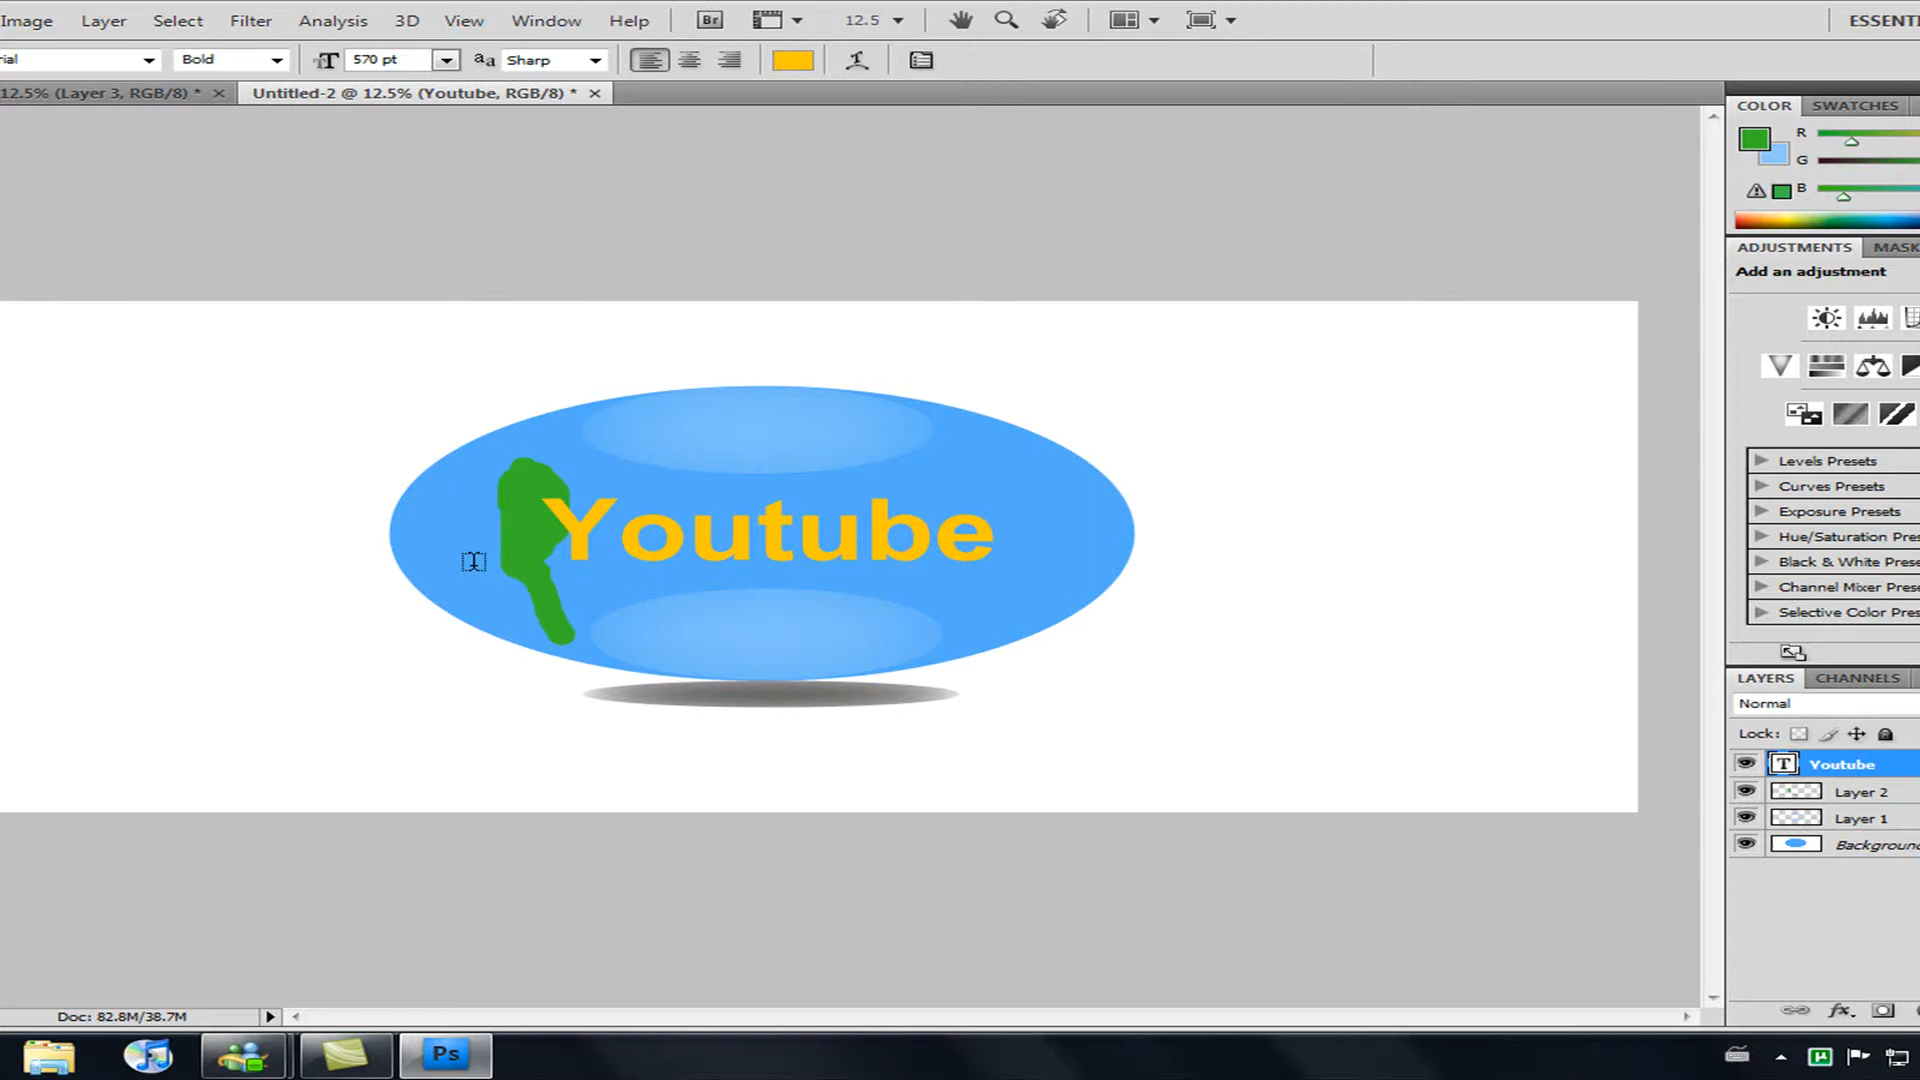 Image Layer Select Filter Analysis 3D View Window Help Br 12.5 ESSENTI
ial Bold T 570 pt aa Sharp
12.5% (Layer 3, RGB/8) * × Untitled-2 @ 12.5% (Youtube, RGB/8) * ×
COLOR SWATCHES
R
G
B
ADJUSTMENTS MASK
Add an adjustment
Levels Presets
Curves Presets
Exposure Presets
Hue/Saturation Pres
Black & White Prese
Channel Mixer Prese
Selective Color Pres
Youtube
LAYERS CHANNELS
Normal
Lock:
T Youtube
Layer 2
Layer 1
Background
fx.
Doc: 82.8M/38.7M
Ps
µ